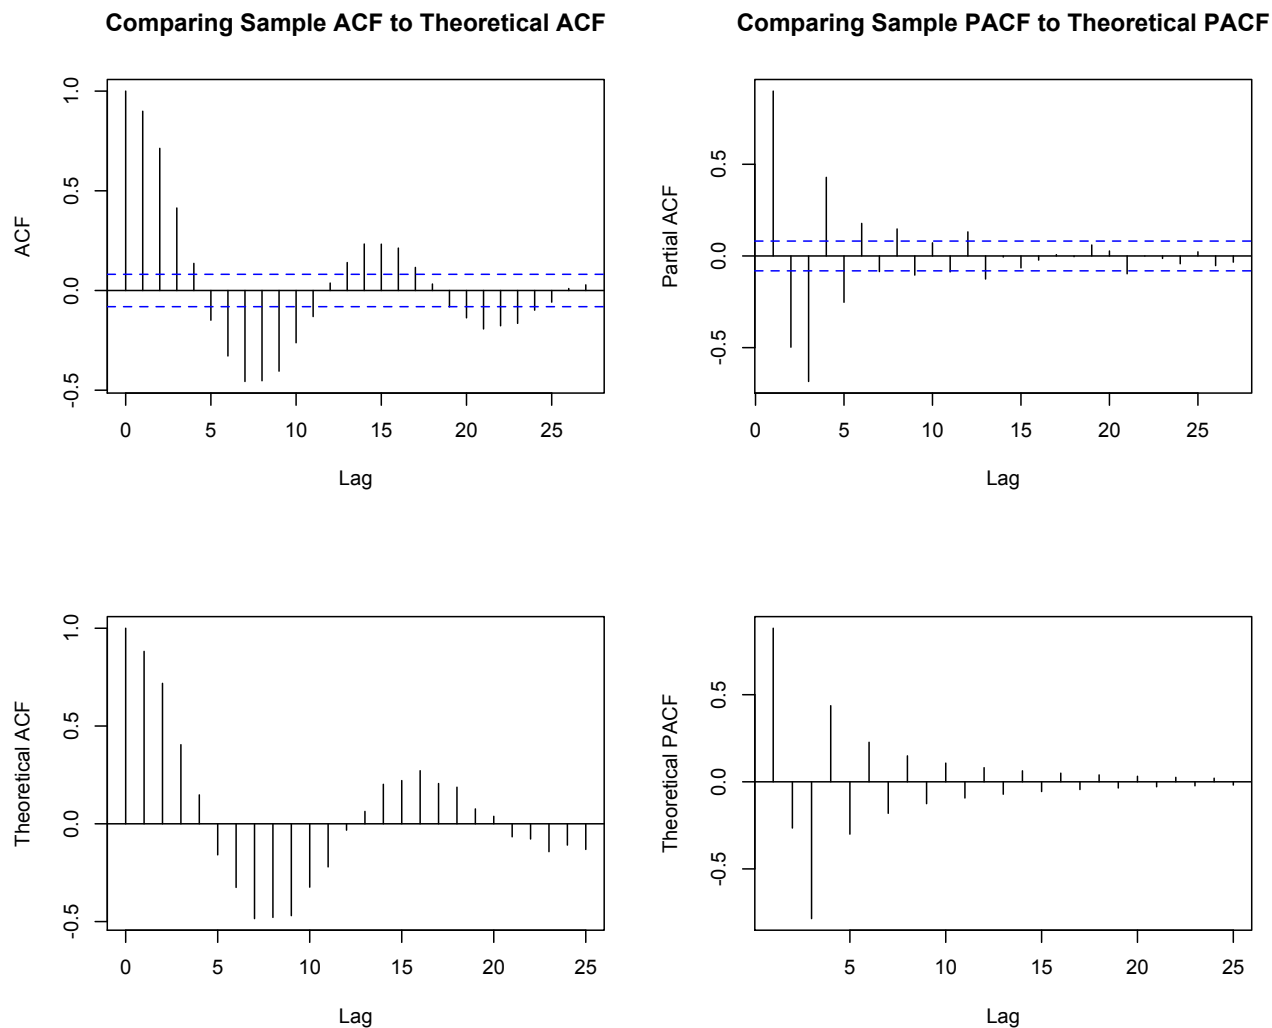 Comparing Sample ACF to Theoretical ACF
ACF
1.0
0.5
0.0
-0.5
0 5 10 15 20 25
Lag
Comparing Sample PACF to Theoretical PACF
Partial ACF
0.5
0.0
-0.5
0 5 10 15 20 25
Lag
Theoretical ACF
1.0
0.5
0.0
-0.5
0 5 10 15 20 25
Lag
Theoretical PACF
0.5
0.0
-0.5
5 10 15 20 25
Lag